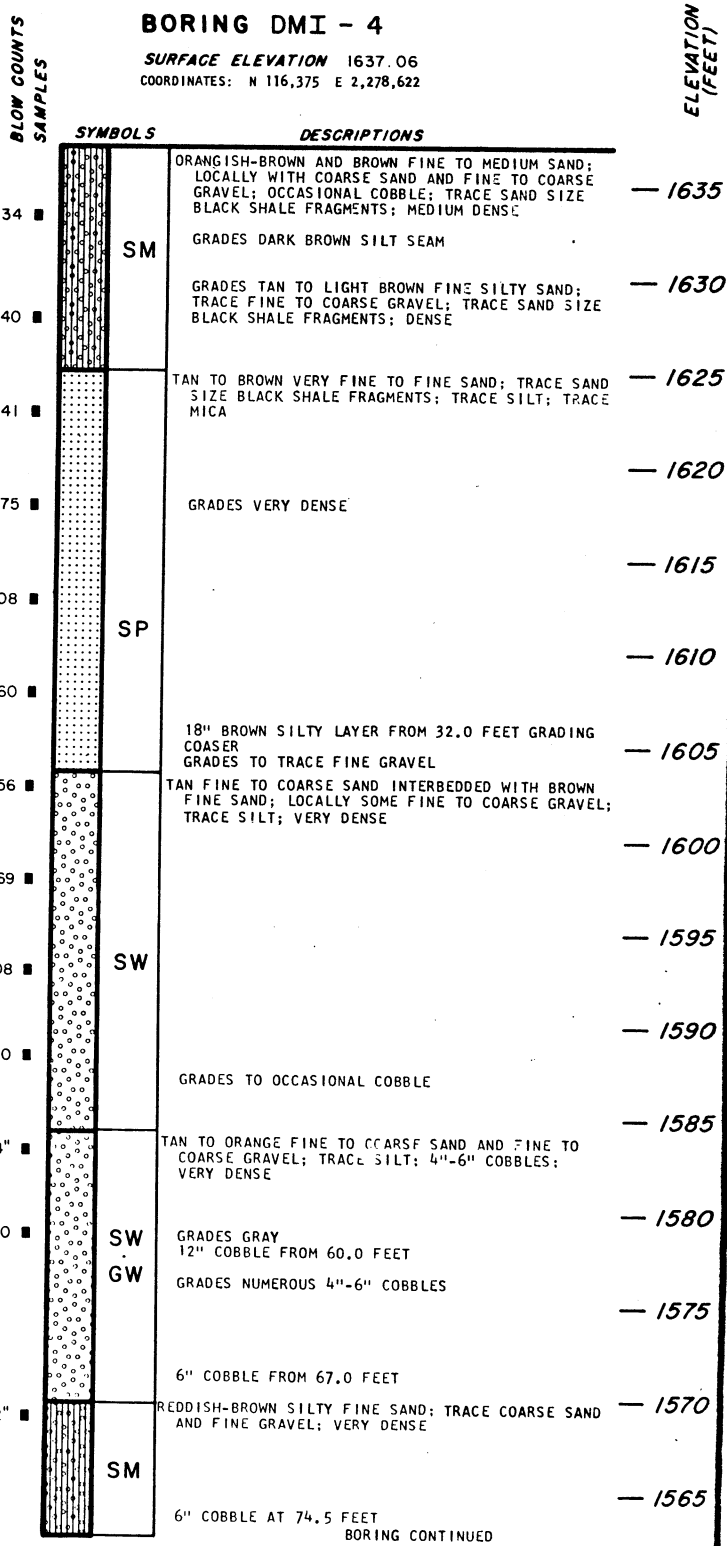 BORING DMI - 4
SURFACE ELEVATION 1637.06
COORDINATES: N 116,375 E 2,278,622
BLOW COUNTS
SAMPLES
ELEVATION
(FEET)
SYMBOLS
DESCRIPTIONS
ORANGISH-BROWN AND BROWN FINE TO MEDIUM SAND;
LOCALLY WITH COARSE SAND AND FINE TO COARSE
GRAVEL; OCCASIONAL COBBLE; TRACE SAND SIZE
BLACK SHALE FRAGMENTS; MEDIUM DENSE
1635
34
SM
GRADES DARK BROWN SILT SEAM
1630
GRADES TAN TO LIGHT BROWN FINE SILTY SAND;
TRACE FINE TO COARSE GRAVEL; TRACE SAND SIZE
BLACK SHALE FRAGMENTS; DENSE
40
1625
TAN TO BROWN VERY FINE TO FINE SAND; TRACE SAND
SIZE BLACK SHALE FRAGMENTS; TRACE SILT; TRACE
MICA
41
1620
75
GRADES VERY DENSE
1615
08
SP
1610
60
18" BROWN SILTY LAYER FROM 32.0 FEET GRADING
COASER
GRADES TO TRACE FINE GRAVEL
1605
TAN FINE TO COARSE SAND INTERBEDDED WITH BROWN
FINE SAND; LOCALLY SOME FINE TO COARSE GRAVEL;
TRACE SILT; VERY DENSE
56
1600
69
1595
SW
08
1590
0
GRADES TO OCCASIONAL COBBLE
1585
TAN TO ORANGE FINE TO COARSE SAND AND FINE TO
COARSE GRAVEL; TRACE SILT; 4"-6" COBBLES;
VERY DENSE
4"
1580
0
SW
GW
GRADES GRAY
12" COBBLE FROM 60.0 FEET
GRADES NUMEROUS 4"-6" COBBLES
1575
6" COBBLE FROM 67.0 FEET
1570
REDDISH-BROWN SILTY FINE SAND; TRACE COARSE SAND
AND FINE GRAVEL; VERY DENSE
SM
1565
6" COBBLE AT 74.5 FEET
BORING CONTINUED